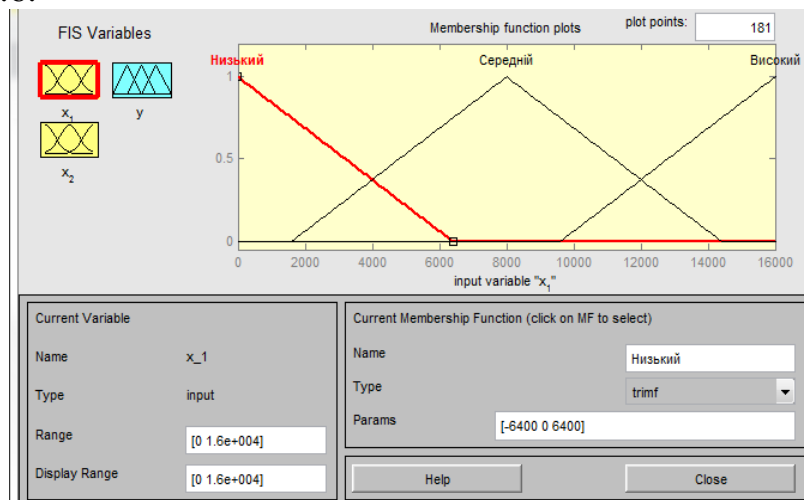 FIS Variables
Membership function plots
plot points:
181
Низький
Середній
Високий
1
0.5
0
x_1
y
x_2
0 2000 4000 6000 8000 10000 12000 14000 16000
input variable "x_1"
Current Variable
Name x_1
Type input
Range [0 1.6e+004]
Display Range [0 1.6e+004]
Current Membership Function (click on MF to select)
Name Низький
Type trimf
Params [-6400 0 6400]
Help Close